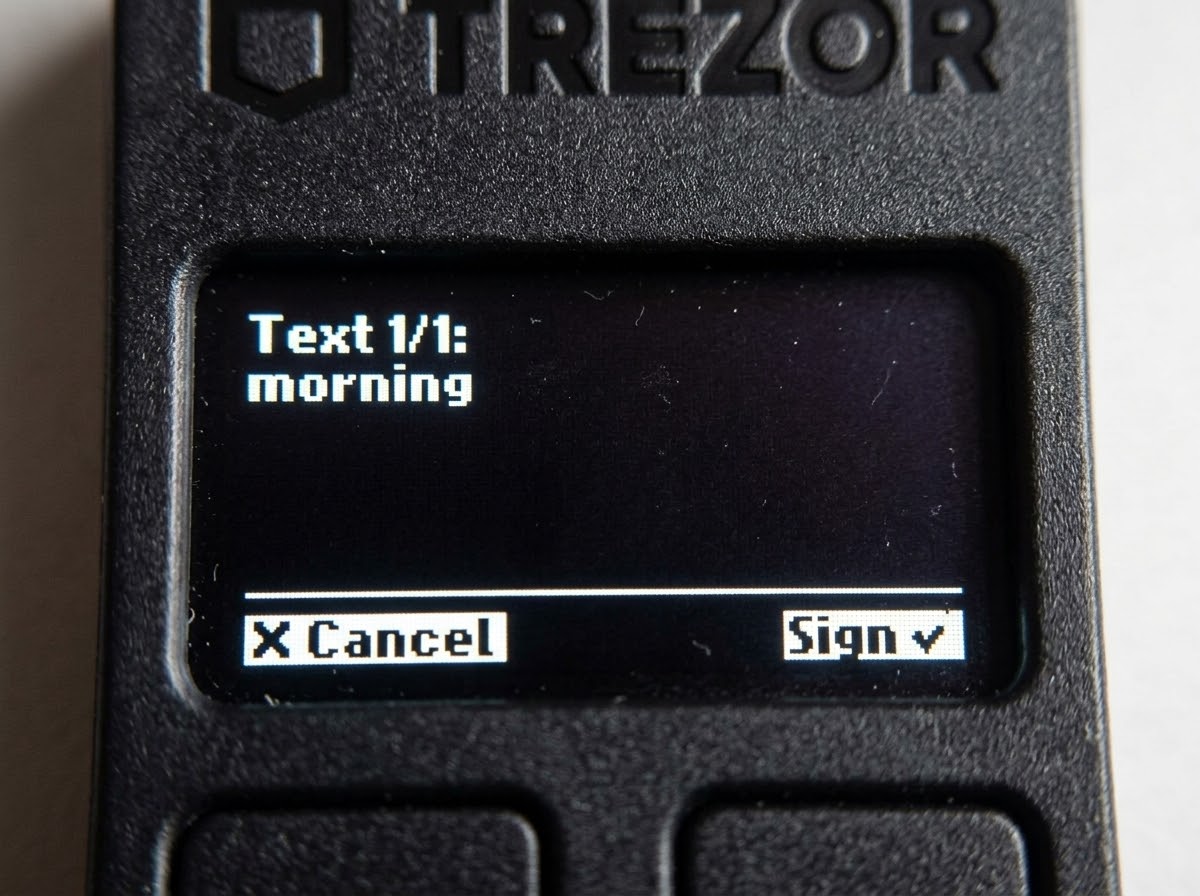 TREZOR
Text 1/1:
morning
X Cancel
Sign ✓